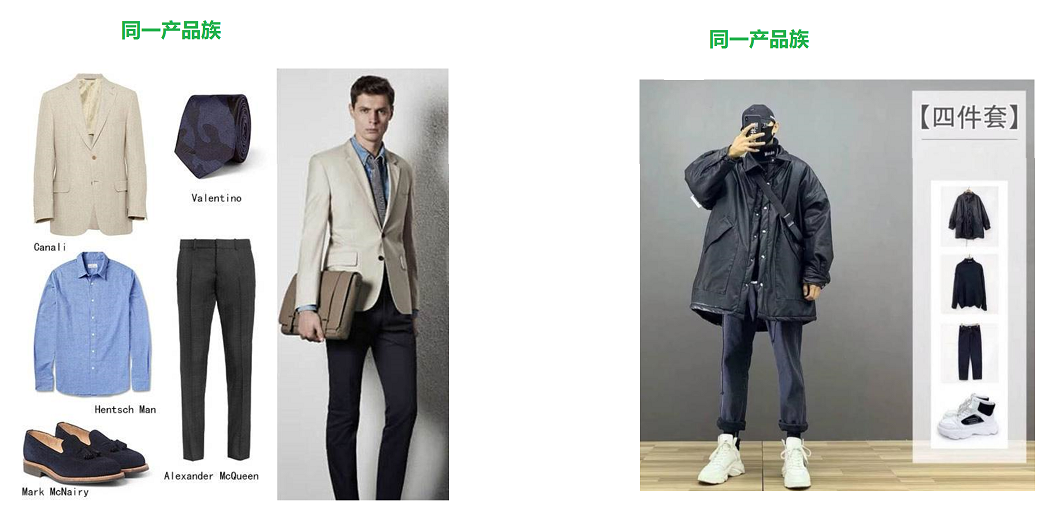 同一产品族
同一产品族
【四件套】
Valentino
Canali
Hentsch Man
Alexander McQueen
Mark McNairy